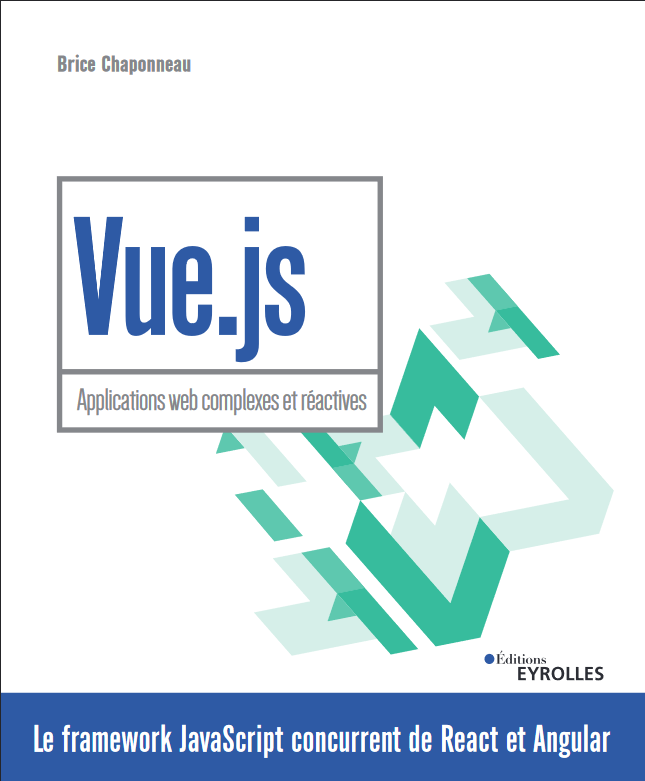 Brice Chaponneau
Vue.js
Applications web complexes et réactives
Éditions
EYROLLES
Le framework JavaScript concurrent de React et Angular